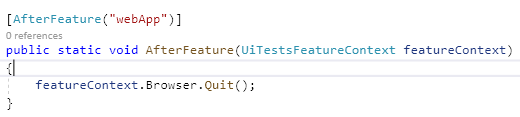 [AfterFeature("webApp")]
0 references
public static void AfterFeature(UiTestsFeatureContext featureContext)
{
featureContext.Browser.Quit();
}